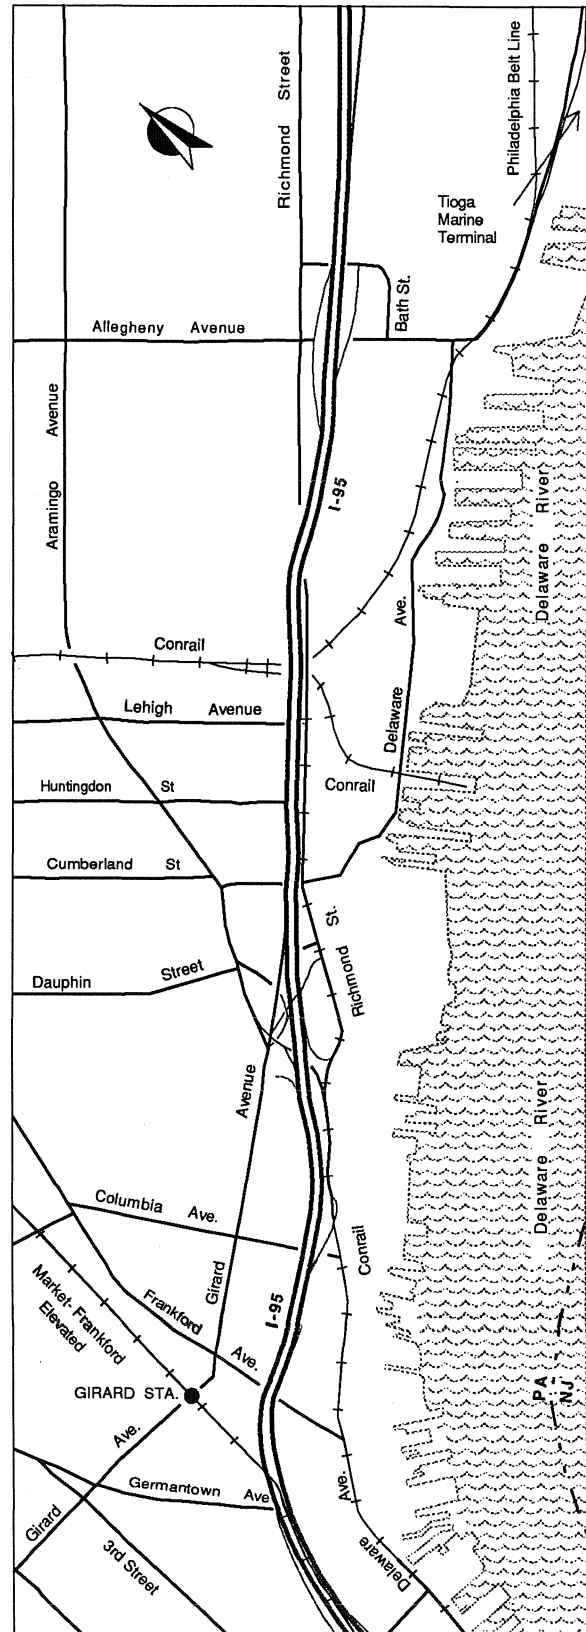 Richmond Street
Philadelphia Belt Line
Tioga
Marine
Terminal
Bath St.
Allegheny Avenue
Aramingo Avenue
I-95
Delaware River
Conrail
Delaware Ave.
Lehigh Avenue
Huntingdon St
Conrail
Cumberland St
Richmond St.
Dauphin Street
Girard Avenue
Delaware River
Columbia Ave.
Conrail
Market-Frankford
Elevated
Frankford Ave.
I-95
PA
NJ
GIRARD STA.
Girard Ave.
Germantown Ave
3rd Street
Delaware Ave.